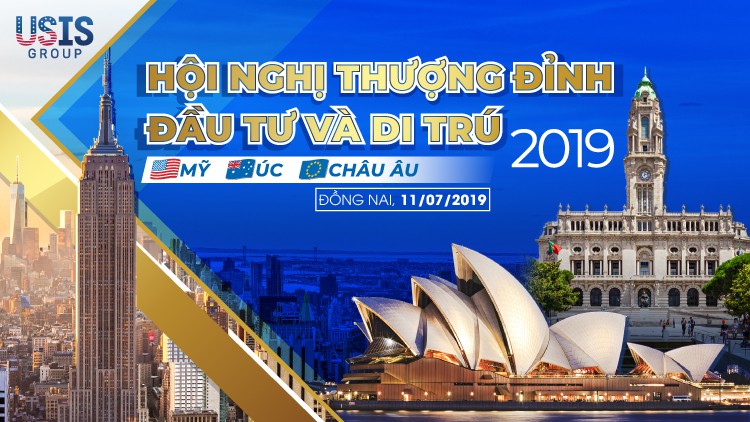 USIS
GROUP
HỘI NGHỊ THƯỢNG ĐỈNH
ĐẦU TƯ VÀ DI TRÚ 2019
MỸ ÚC CHÂU ÂU
ĐỒNG NAI, 11/07/2019